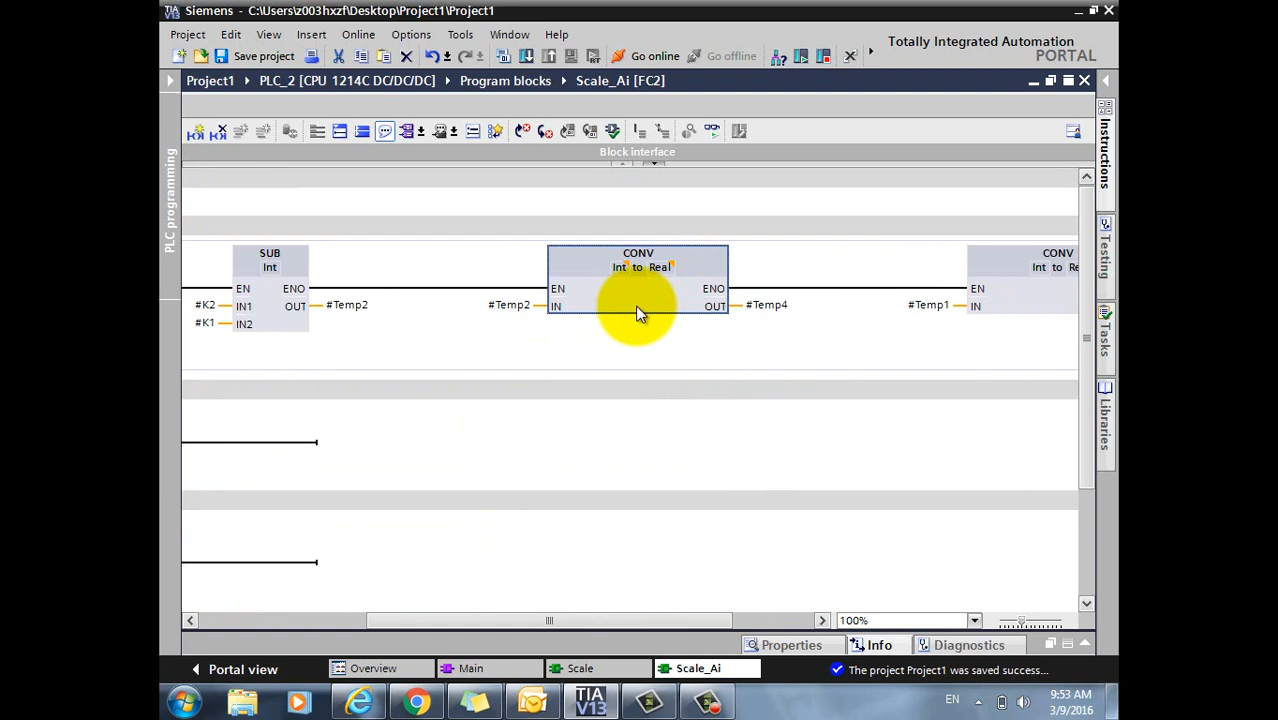 TIA
V13
Siemens - C:\Users\z003hxzf\Desktop\Project1\Project1
Project Edit View Insert Online Options Tools Window Help
Totally Integrated Automation
PORTAL
Save project
Go online
Go offline
Project1 PLC_2 [CPU 1214C DC/DC/DC] Program blocks Scale_Ai [FC2]
Block interface
PLC programming
Instructions
Testing
Tasks
Libraries
SUB
Int
EN ENO
#K2 IN1 OUT #Temp2
#K1 IN2
CONV
Int to Real
EN ENO
#Temp2 IN OUT #Temp4
CONV
Int to Re
EN
#Temp1 IN
100%
Properties Info Diagnostics
Portal view Overview Main Scale Scale_Ai
The project Project1 was saved success...
TIA
V13
EN
9:53 AM
3/9/2016